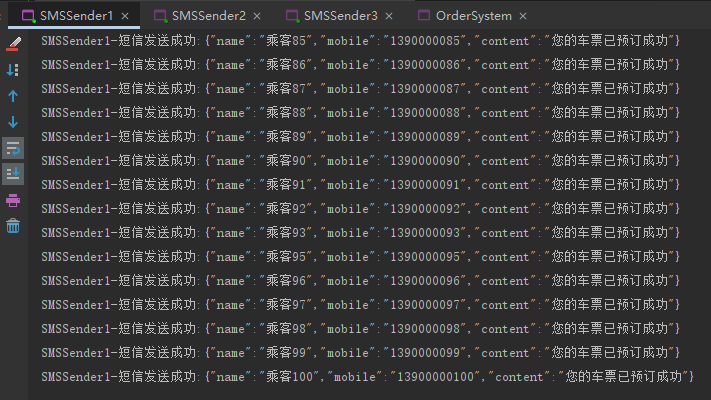 SMSSender1 × SMSSender2 × SMSSender3 × OrderSystem ×
SMSSender1-短信发送成功:{"name":"乘客85","mobile":"1390000085","content":"您的车票已预订成功"}
SMSSender1-短信发送成功:{"name":"乘客86","mobile":"1390000086","content":"您的车票已预订成功"}
SMSSender1-短信发送成功:{"name":"乘客87","mobile":"1390000087","content":"您的车票已预订成功"}
SMSSender1-短信发送成功:{"name":"乘客88","mobile":"1390000088","content":"您的车票已预订成功"}
SMSSender1-短信发送成功:{"name":"乘客89","mobile":"1390000089","content":"您的车票已预订成功"}
SMSSender1-短信发送成功:{"name":"乘客90","mobile":"1390000090","content":"您的车票已预订成功"}
SMSSender1-短信发送成功:{"name":"乘客91","mobile":"1390000091","content":"您的车票已预订成功"}
SMSSender1-短信发送成功:{"name":"乘客92","mobile":"1390000092","content":"您的车票已预订成功"}
SMSSender1-短信发送成功:{"name":"乘客93","mobile":"1390000093","content":"您的车票已预订成功"}
SMSSender1-短信发送成功:{"name":"乘客95","mobile":"1390000095","content":"您的车票已预订成功"}
SMSSender1-短信发送成功:{"name":"乘客96","mobile":"1390000096","content":"您的车票已预订成功"}
SMSSender1-短信发送成功:{"name":"乘客97","mobile":"1390000097","content":"您的车票已预订成功"}
SMSSender1-短信发送成功:{"name":"乘客98","mobile":"1390000098","content":"您的车票已预订成功"}
SMSSender1-短信发送成功:{"name":"乘客99","mobile":"1390000099","content":"您的车票已预订成功"}
SMSSender1-短信发送成功:{"name":"乘客100","mobile":"13900000100","content":"您的车票已预订成功"}